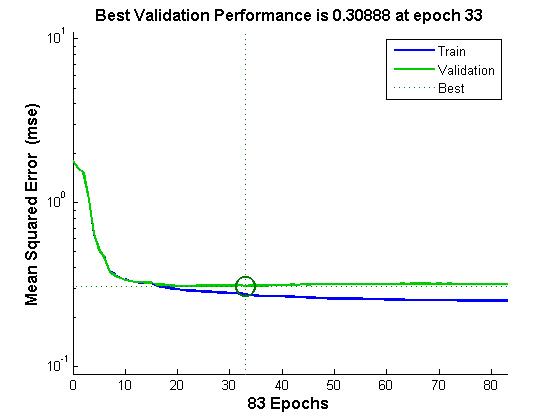 Best Validation Performance is 0.30888 at epoch 33
Train
Validation
Best
Mean Squared Error (mse)
10^1
10^0
10^-1
0 10 20 30 40 50 60 70 80
83 Epochs